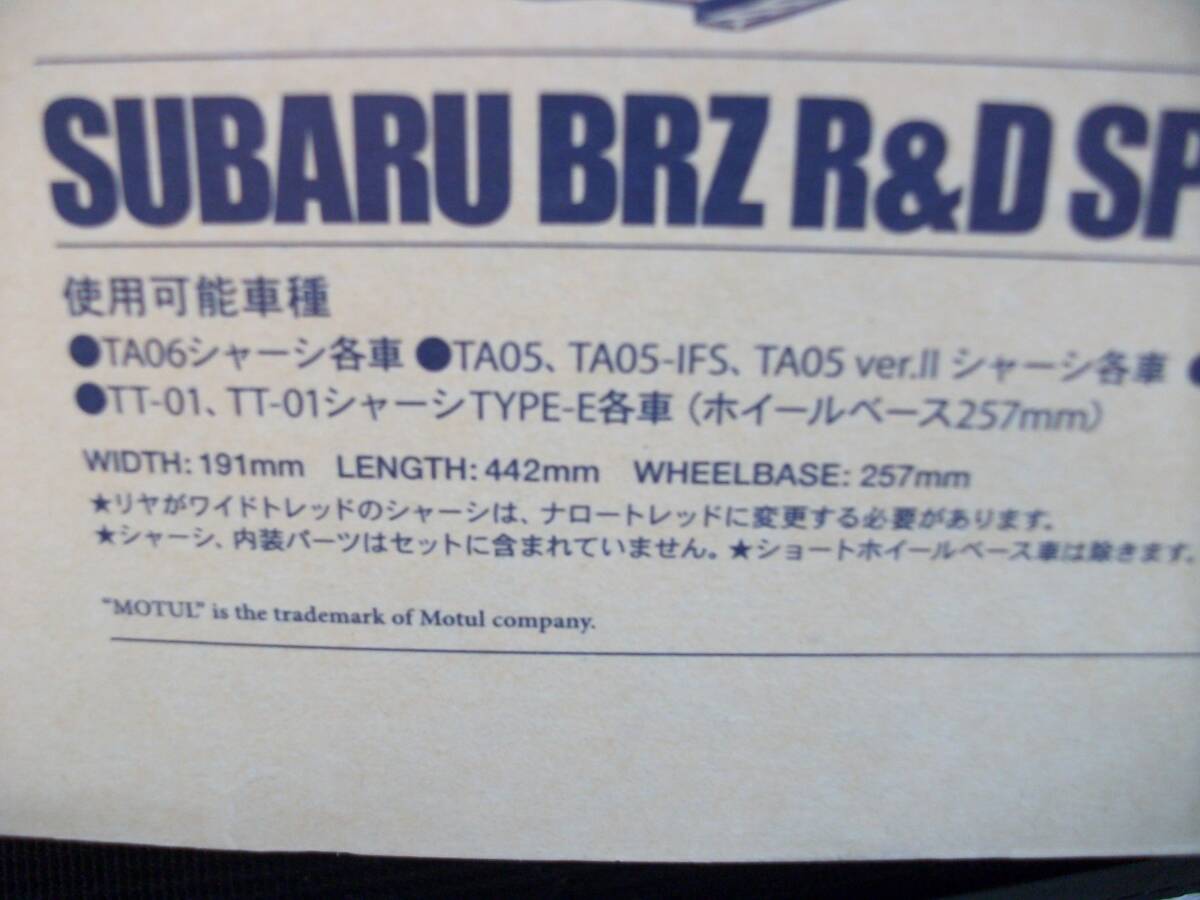 SUBARU BRZ R&D SP
使用可能車種
●TA06シャーシ各車 ●TA05、TA05-IFS、TA05 ver.II シャーシ各車 ●
●TT-01、TT-01シャーシTYPE-E各車（ホイールベース257mm）
WIDTH: 191mm LENGTH: 442mm WHEELBASE: 257mm
★リヤがワイドトレッドのシャーシは、ナロートレッドに変更する必要があります。
★シャーシ、内装パーツはセットに含まれていません。★ショートホイールベース車は除きます。
"MOTUL" is the trademark of Motul company.